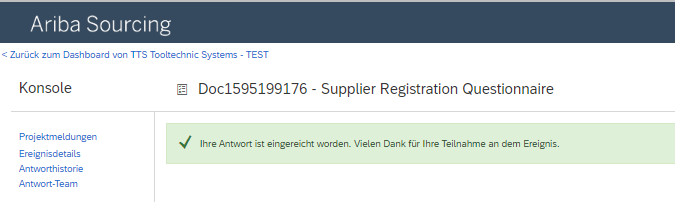 Ariba Sourcing
< Zurück zum Dashboard von TTS Tooltechnic Systems - TEST
Konsole
Doc1595199176 - Supplier Registration Questionnaire
Projektmeldungen
Ereignisdetails
Antworthistorie
Antwort-Team
Ihre Antwort ist eingereicht worden. Vielen Dank für Ihre Teilnahme an dem Ereignis.